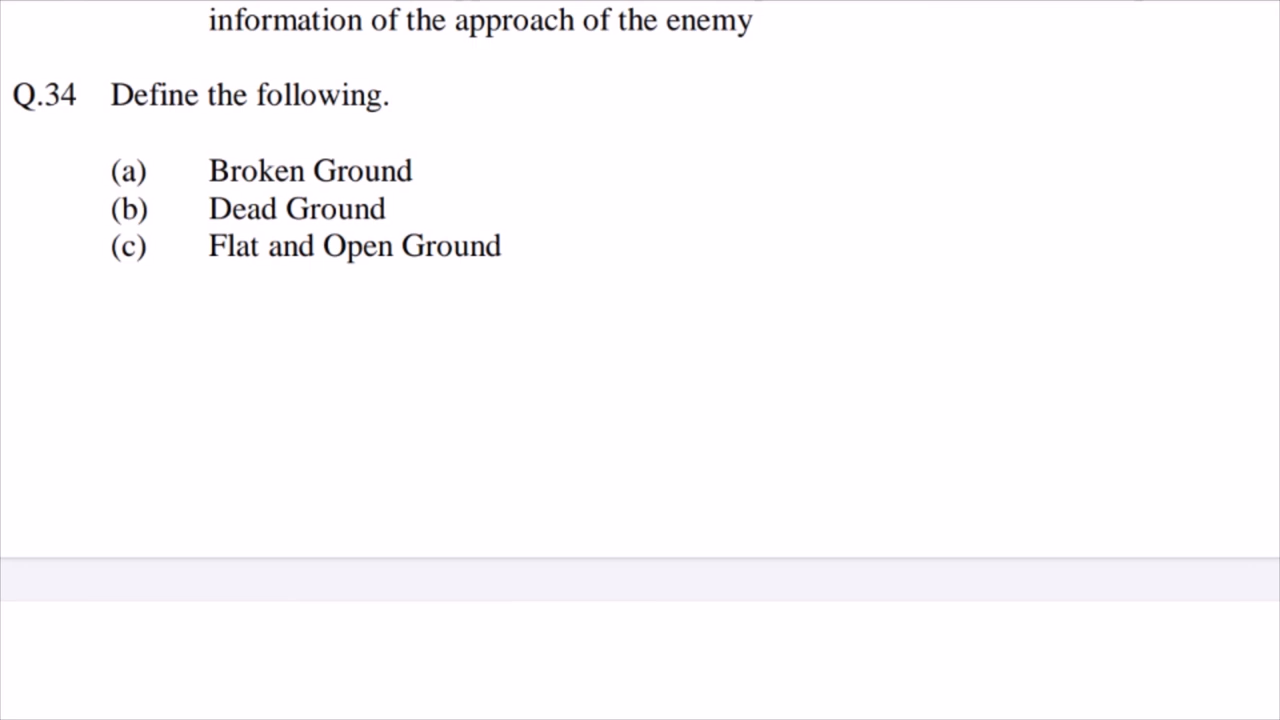 information of the approach of the enemy
Q.34 Define the following.
(a) Broken Ground
(b) Dead Ground
(c) Flat and Open Ground